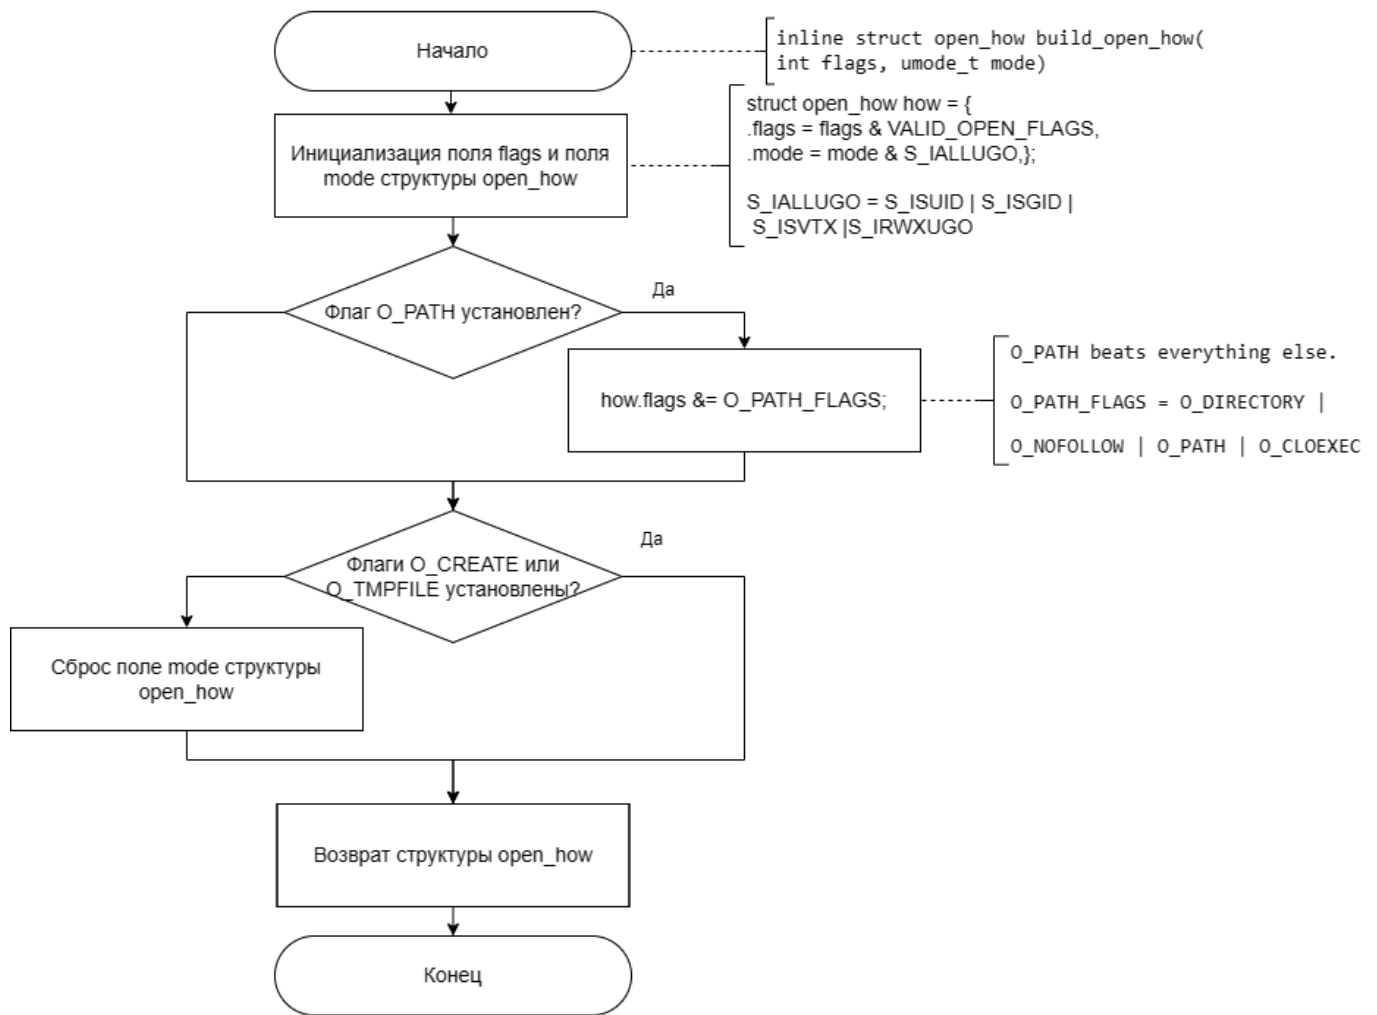 Начало
inline struct open_how build_open_how(
int flags, umode_t mode)
Инициализация поля flags и поля
mode структуры open_how
struct open_how how = {
.flags = flags & VALID_OPEN_FLAGS,
.mode = mode & S_IALLUGO,};
S_IALLUGO = S_ISUID | S_ISGID |
S_ISVTX |S_IRWXUGO
Флаг O_PATH установлен?
Да
how.flags &= O_PATH_FLAGS;
O_PATH beats everything else.
O_PATH_FLAGS = O_DIRECTORY |
O_NOFOLLOW | O_PATH | O_CLOEXEC
Флаги O_CREATE или
O_TMPFILE установлены?
Да
Сброс поле mode структуры
open_how
Возврат структуры open_how
Конец